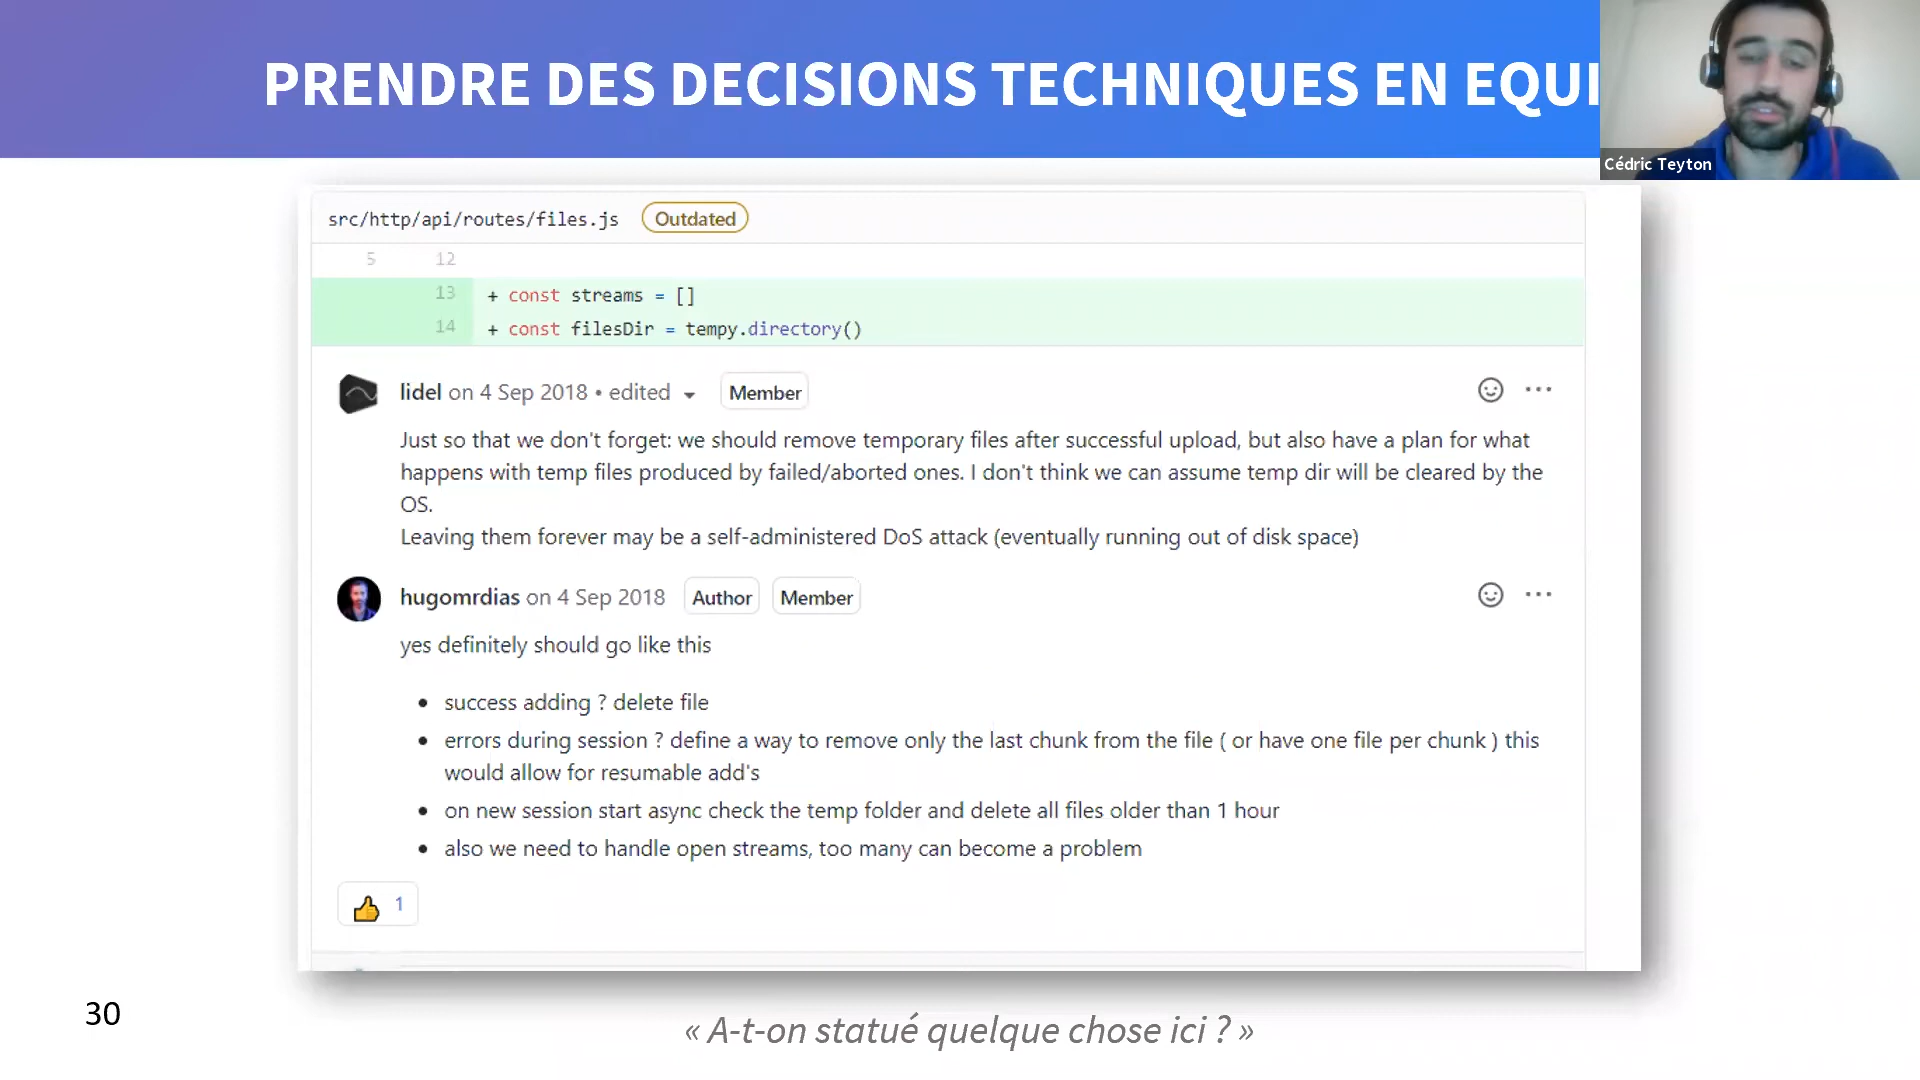 PRENDRE DES DECISIONS TECHNIQUES EN EQUI
Cédric Teyton
src/http/api/routes/files.js Outdated
5 12
13 + const streams = []
14 + const filesDir = tempy.directory()
lidel on 4 Sep 2018 • edited Member
Just so that we don't forget: we should remove temporary files after successful upload, but also have a plan for what
happens with temp files produced by failed/aborted ones. I don't think we can assume temp dir will be cleared by the
OS.
Leaving them forever may be a self-administered DoS attack (eventually running out of disk space)
hugomrdias on 4 Sep 2018 Author Member
yes definitely should go like this
• success adding ? delete file
• errors during session ? define a way to remove only the last chunk from the file ( or have one file per chunk ) this
would allow for resumable add's
• on new session start async check the temp folder and delete all files older than 1 hour
• also we need to handle open streams, too many can become a problem
👍 1
30
« A-t-on statué quelque chose ici ? »